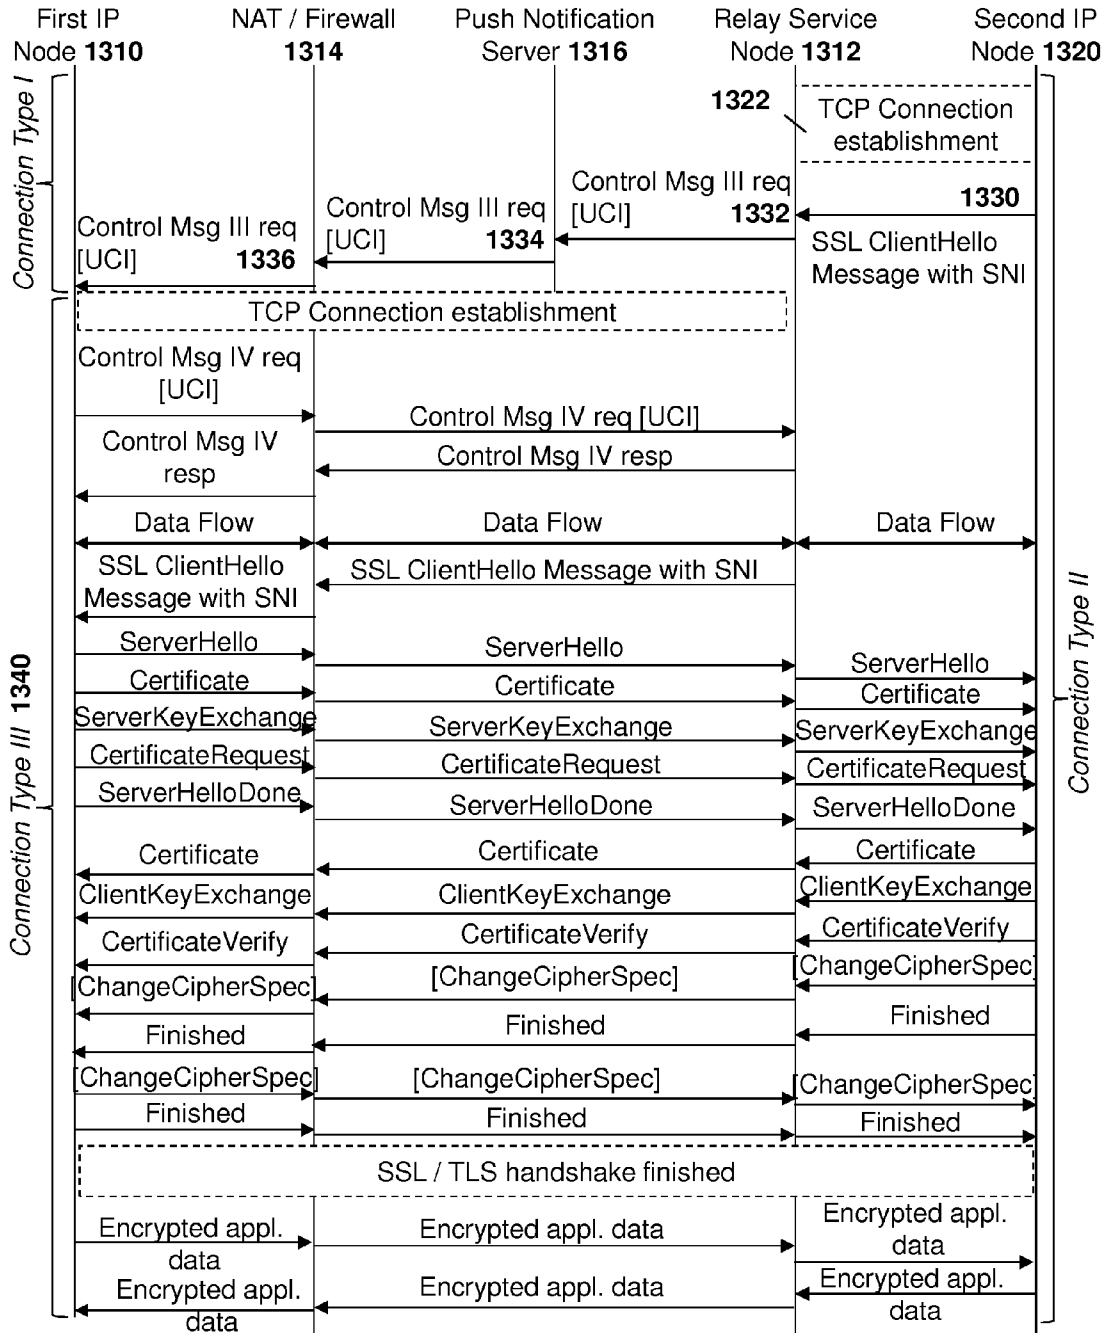 First IP
Node 1310
NAT / Firewall
1314
Push Notification
Server 1316
Relay Service
Node 1312
Second IP
Node 1320
Connection Type I
1322
TCP Connection
establishment
Control Msg III req
[UCI] 1332
1330
Control Msg III req
[UCI] 1334
Control Msg III req
[UCI] 1336
SSL ClientHello
Message with SNI
TCP Connection establishment
Control Msg IV req
[UCI]
Control Msg IV req [UCI]
Control Msg IV
resp
Control Msg IV resp
Data Flow
Data Flow
Data Flow
SSL ClientHello
Message with SNI
SSL ClientHello Message with SNI
Connection Type II
Connection Type III 1340
ServerHello
ServerHello
ServerHello
Certificate
Certificate
Certificate
ServerKeyExchange
ServerKeyExchange
ServerKeyExchange
CertificateRequest
CertificateRequest
CertificateRequest
ServerHelloDone
ServerHelloDone
ServerHelloDone
Certificate
Certificate
Certificate
ClientKeyExchange
ClientKeyExchange
ClientKeyExchange
CertificateVerify
CertificateVerify
CertificateVerify
[ChangeCipherSpec]
[ChangeCipherSpec]
[ChangeCipherSpec]
Finished
Finished
Finished
[ChangeCipherSpec]
[ChangeCipherSpec]
[ChangeCipherSpec]
Finished
Finished
Finished
SSL / TLS handshake finished
Encrypted appl.
data
Encrypted appl. data
Encrypted appl.
data
Encrypted appl.
data
Encrypted appl. data
Encrypted appl.
data